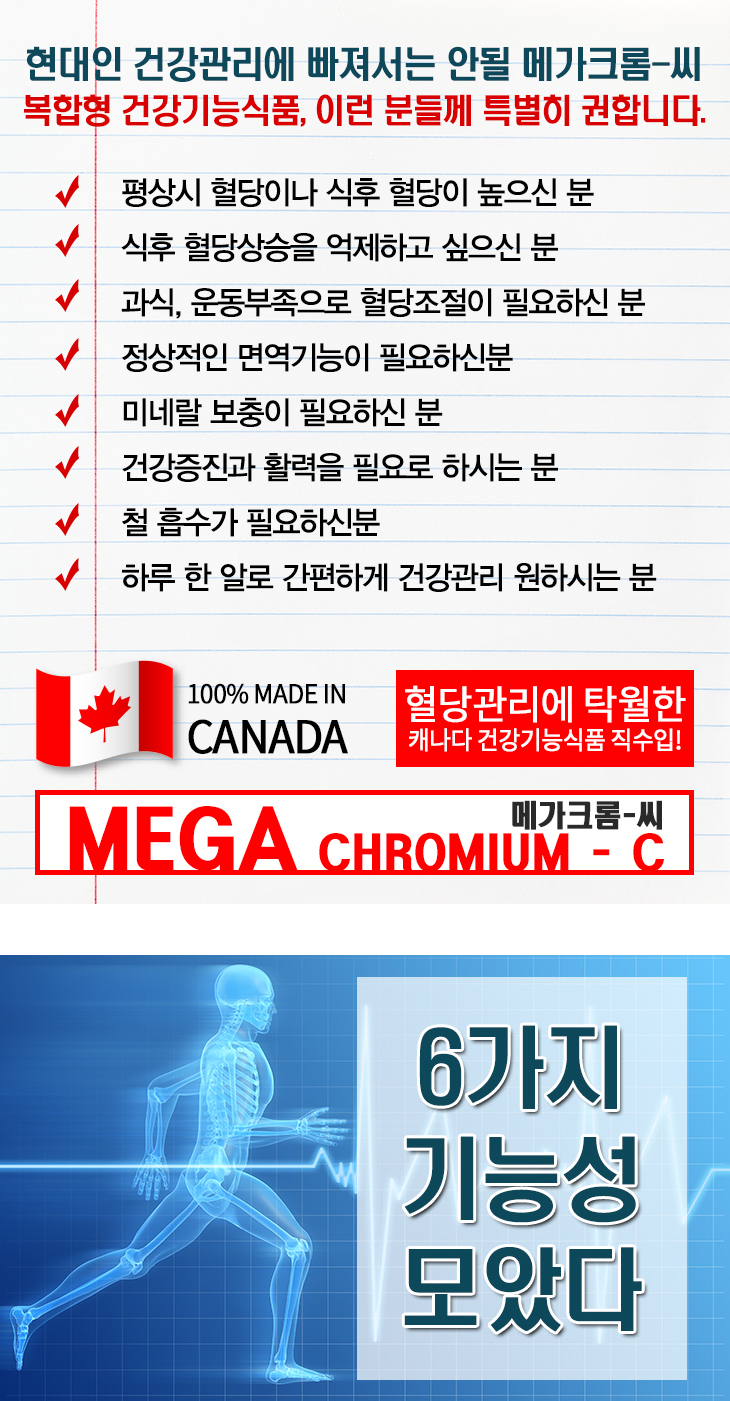 현대인 건강관리에 빠져서는 안될 메가크롬-씨
복합형 건강기능식품, 이런 분들께 특별히 권합니다.
평상시 혈당이나 식후 혈당이 높으신 분
식후 혈당상승을 억제하고 싶으신 분
과식, 운동부족으로 혈당조절이 필요하신 분
정상적인 면역기능이 필요하신분
미네랄 보충이 필요하신 분
건강증진과 활력을 필요로 하시는 분
철 흡수가 필요하신분
하루 한 알로 간편하게 건강관리 원하시는 분
100% MADE IN
CANADA
혈당관리에 탁월한
캐나다 건강기능식품 직수입!
메가크롬-씨
MEGA CHROMIUM - C
6가지
기능성
모았다